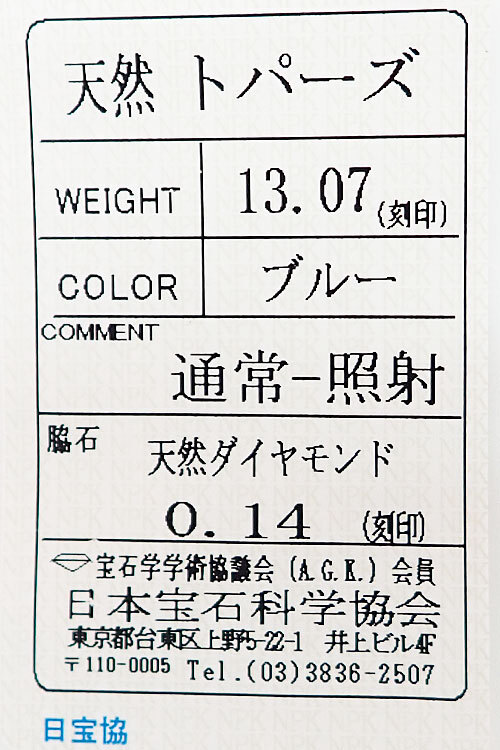 天然 トパーズ
WEIGHT 13.07 (刻印)
COLOR ブルー
COMMENT
通常-照射
脇石 天然ダイヤモンド
0.14 (刻印)
宝石学学術協議会 (A.G.K.) 会員
日本宝石科学協会
東京都台東区上野5-22-1 井上ビル4F
〒110-0005 Tel.(03)3836-2507
日宝協